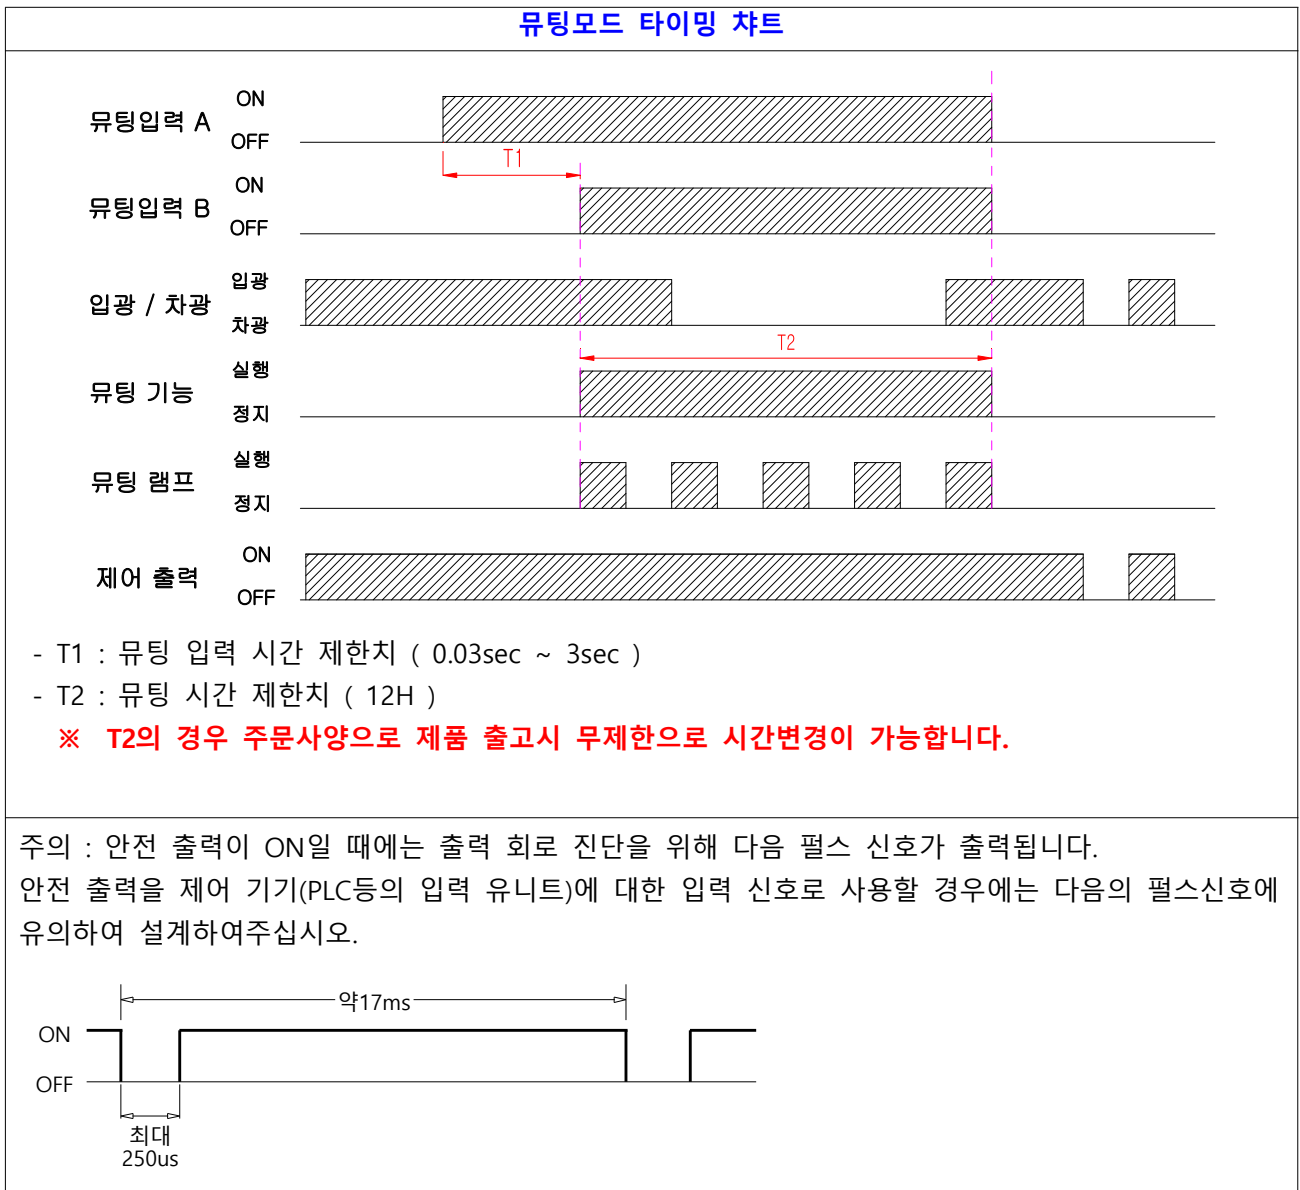 뮤팅모드 타이밍 챠트
뮤팅입력 A
ON
OFF
T1
뮤팅입력 B
ON
OFF
입광 / 차광
입광
차광
T2
뮤팅 기능
실행
정지
뮤팅 램프
실행
정지
제어 출력
ON
OFF
- T1 : 뮤팅 입력 시간 제한치 ( 0.03sec ~ 3sec )
- T2 : 뮤팅 시간 제한치 ( 12H )
※ T2의 경우 주문사양으로 제품 출고시 무제한으로 시간변경이 가능합니다.
주의 : 안전 출력이 ON일 때에는 출력 회로 진단을 위해 다음 펄스 신호가 출력됩니다.
안전 출력을 제어 기기(PLC등의 입력 유니트)에 대한 입력 신호로 사용할 경우에는 다음의 펄스신호에
유의하여 설계하여주십시오.
약17ms
ON
OFF
최대
250us